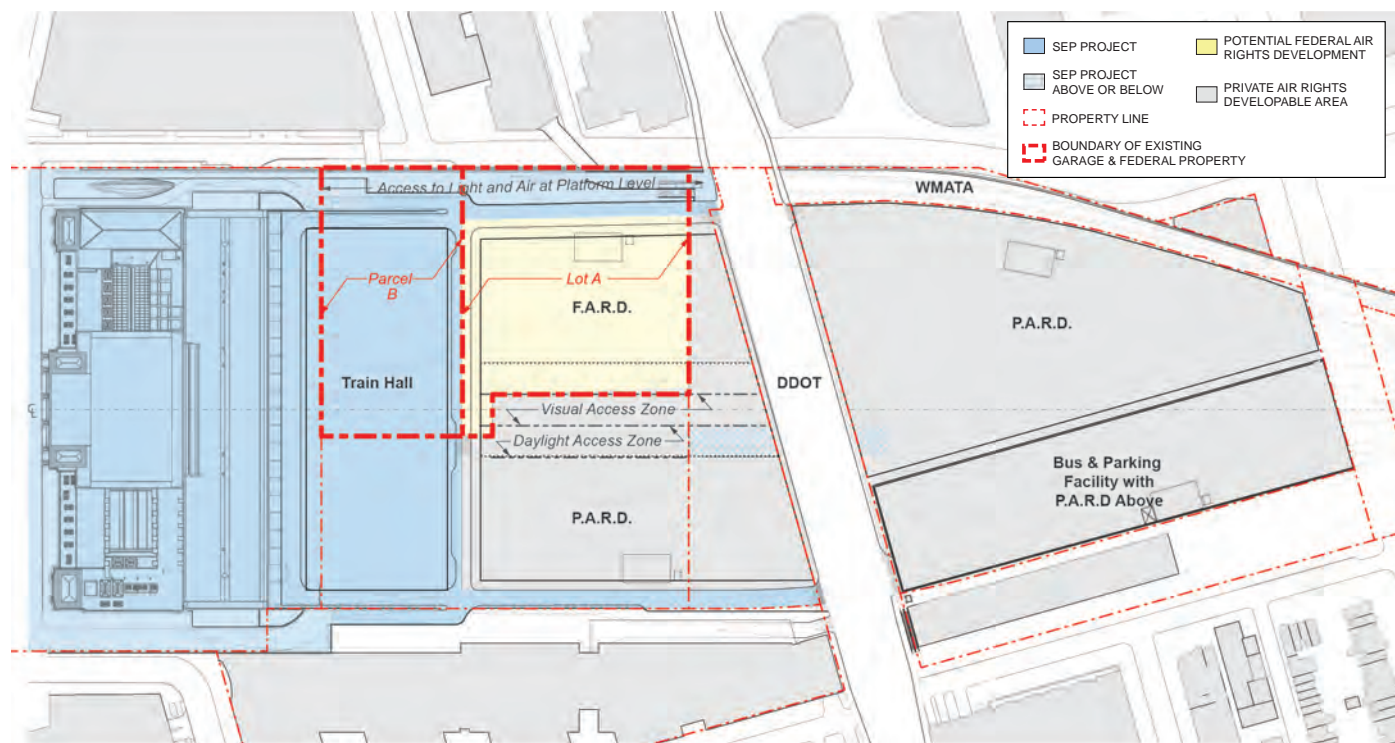 SEP PROJECT
SEP PROJECT
ABOVE OR BELOW
PROPERTY LINE
BOUNDARY OF EXISTING
GARAGE & FEDERAL PROPERTY
POTENTIAL FEDERAL AIR
RIGHTS DEVELOPMENT
PRIVATE AIR RIGHTS
DEVELOPABLE AREA
Access to Light and Air at Platform Level
WMATA
Parcel
B
Lot A
F.A.R.D.
P.A.R.D.
Train Hall
DDOT
Visual Access Zone
Daylight Access Zone
Bus & Parking
Facility with
P.A.R.D Above
P.A.R.D.